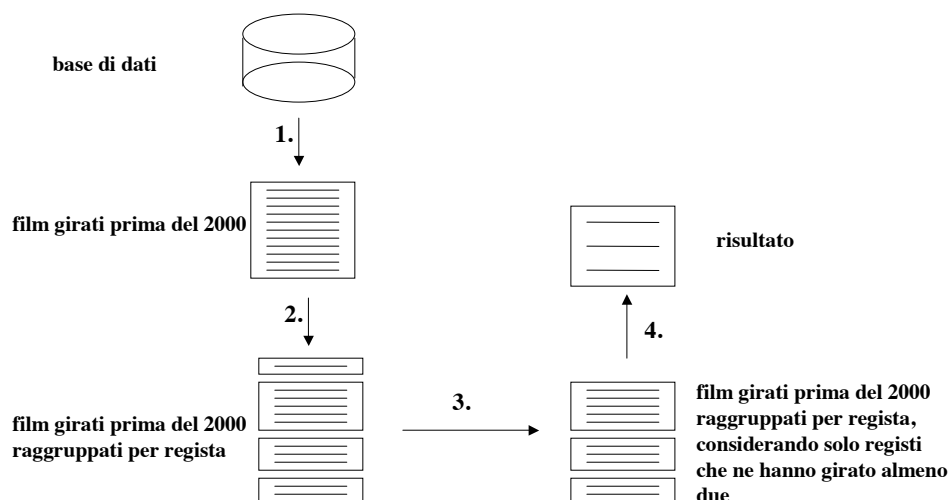 base di dati
1.
film girati prima del 2000
risultato
2.
4.
film girati prima del 2000
raggruppati per regista
3.
film girati prima del 2000
raggruppati per regista,
considerando solo registi
che ne hanno girato almeno
due